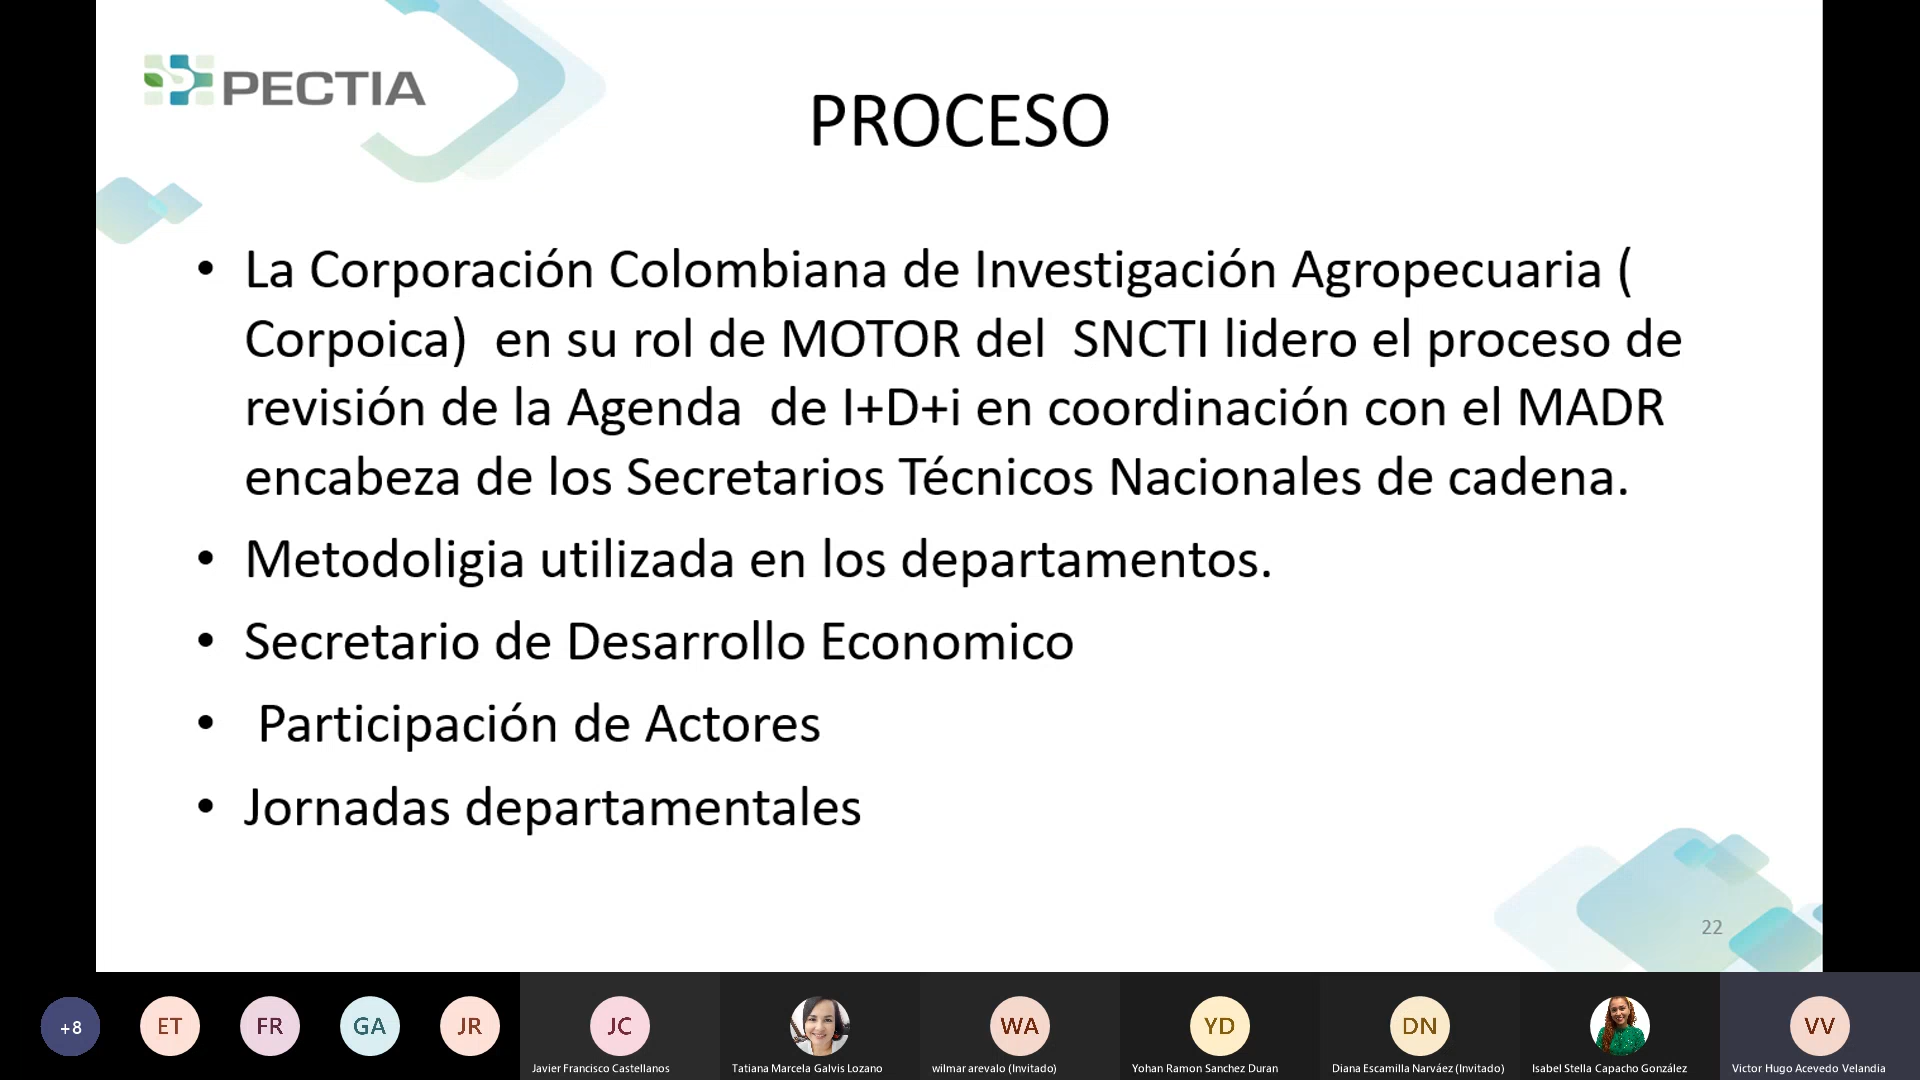 PECTIA
PROCESO
• La Corporación Colombiana de Investigación Agropecuaria (
Corpoica)  en su rol de MOTOR del  SNCTI lidero el proceso de
revisión de la Agenda  de I+D+i en coordinación con el MADR
encabeza de los Secretarios Técnicos Nacionales de cadena.
• Metodoligia utilizada en los departamentos.
• Secretario de Desarrollo Economico
•  Participación de Actores
• Jornadas departamentales
22
+8
ET
FR
GA
JR
JC
WA
YD
DN
VV
Javier Francisco Castellanos
Tatiana Marcela Galvis Lozano
wilmar arevalo (Invitado)
Yohan Ramon Sanchez Duran
Diana Escamilla Narváez (Invitado)
Isabel Stella Capacho González
Victor Hugo Acevedo Velandia